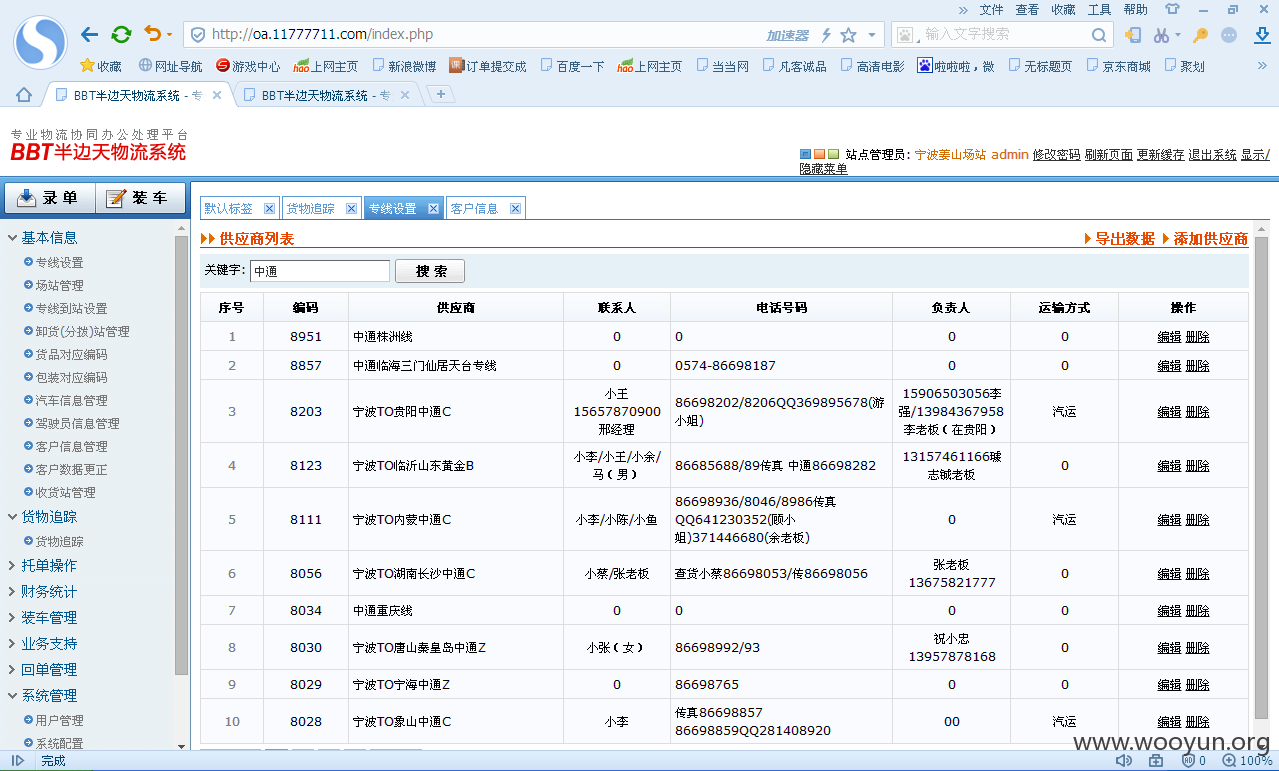 » 文件 查看 收藏 工具 帮助
http://oa.11777711.com/index.php 加速器 输入文字搜索
收藏 网址导航 游戏中心 上网主页 新浪微博 订单提交成 百度一下 上网主页 当当网 凡客诚品 高清电影 啦啦啦，微 无标题页 京东商城 聚划 »
BBT半边天物流系统 - 专 BBT半边天物流系统 - 专
专业物流协同办公处理平台
BBT半边天物流系统
站点管理员: 宁波姜山场站 admin 修改密码 刷新页面 更新缓存 退出系统 显示/
隐藏菜单
录单 装车
默认标签 货物追踪 专线设置 客户信息
基本信息
专线设置
场站管理
专线到站设置
卸货(分拨)站管理
货品对应编码
包装对应编码
汽车信息管理
驾驶员信息管理
客户信息管理
客户数据更正
收货站管理
货物追踪
货物追踪
托单操作
财务统计
装车管理
业务支持
回单管理
系统管理
用户管理
系统配置
供应商列表 导出数据 添加供应商
关键字: 中通 搜索
序号 编码 供应商 联系人 电话号码 负责人 运输方式 操作
1 8951 中通株洲线 0 0 0 0 编辑 删除
2 8857 中通临海三门仙居天台专线 0 0574-86698187 0 0 编辑 删除
3 8203 宁波TO贵阳中通C 小王
15657870900
邢经理 86698202/8206QQ369895678(游
小姐) 15906503056李
强/13984367958
李老板（在贵阳） 汽运 编辑 删除
4 8123 宁波TO临沂山东黄金B 小李/小王/小余/
马（男） 86685688/89传真 中通86698282 13157461166臻
志铖老板 0 编辑 删除
5 8111 宁波TO内蒙中通C 小李/小陈/小鱼 86698936/8046/8986传真
QQ641230352(顾小
姐)371446680(余老板) 0 汽运 编辑 删除
6 8056 宁波TO湖南长沙中通C 小蔡/张老板 查货小蔡86698053/传86698056 张老板
13675821777 0 编辑 删除
7 8034 中通重庆线 0 0 0 0 编辑 删除
8 8030 宁波TO唐山秦皇岛中通Z 小张（女） 86698992/93 祝小忠
13957878168 0 编辑 删除
9 8029 宁波TO宁海中通Z 0 86698765 0 0 编辑 删除
10 8028 宁波TO象山中通C 小李 传真86698857
86698859QQ281408920 00 汽运 编辑 删除
www.wooyun.org
完成 0 100%